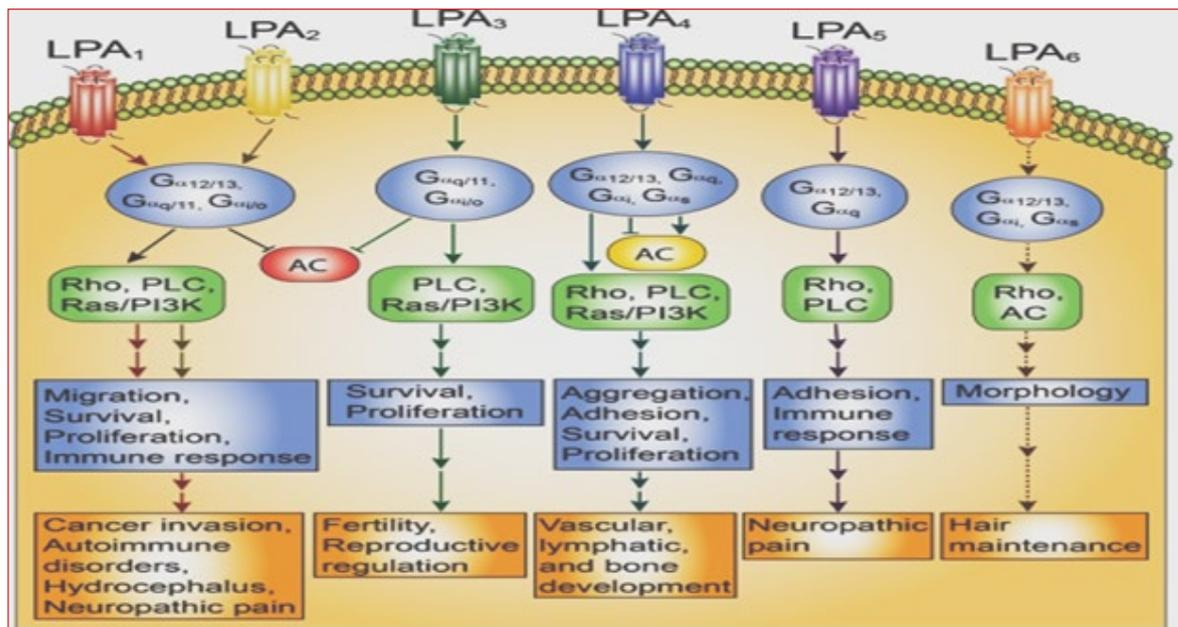 LPA₁
LPA₂
LPA₃
LPA₄
LPA₅
LPA₆
Gα12/13,
Gαq/11, Gαi/o
Gαq/11,
Gαi/o
Gα12/13, Gαq,
Gαi, Gαs
Gα12/13,
Gαq
Gα12/13,
Gαi, Gαs
AC
AC
Rho, PLC,
Ras/PI3K
PLC,
Ras/PI3K
Rho, PLC,
Ras/PI3K
Rho,
PLC
Rho,
AC
Migration,
Survival,
Proliferation,
Immune response
Survival,
Proliferation
Aggregation,
Adhesion,
Survival,
Proliferation
Adhesion,
Immune
response
Morphology
Cancer invasion,
Autoimmune
disorders,
Hydrocephalus,
Neuropathic pain
Fertility,
Reproductive
regulation
Vascular,
lymphatic,
and bone
development
Neuropathic
pain
Hair
maintenance